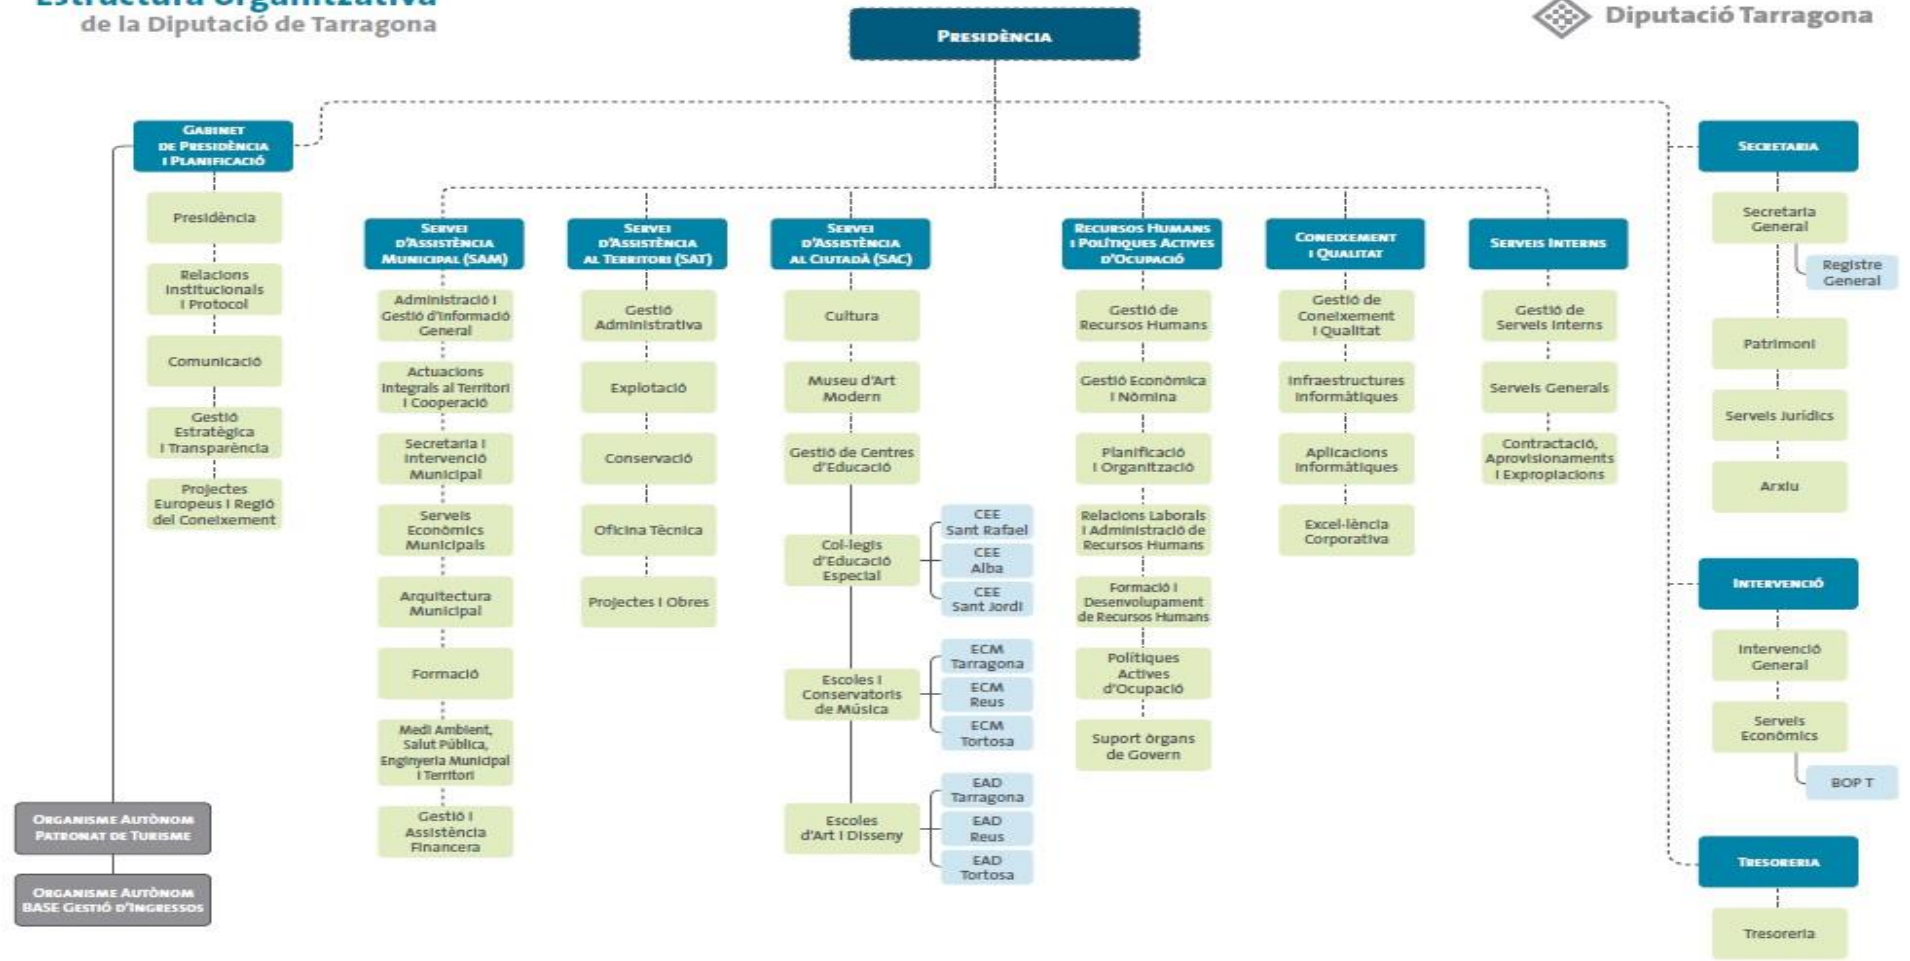 Estructura organitzativa
de la Diputació de Tarragona
Diputació Tarragona
PRESIDÈNCIA
GABINET
DE PRESIDÈNCIA
I PLANIFICACIÓ
Presidència
Relacions
Institucionals
i Protocol
Comunicació
Gestió
Estratègica
i Transparència
Projectes
Europeus i Regió
del Coneixement
ORGANISME AUTÒNOM
PATRONAT DE TURISME
ORGANISME AUTÒNOM
BASE GESTIÓ D'INGRESSOS
SERVEI
D'ASSISTÈNCIA
MUNICIPAL (SAM)
Administració i
Gestió d'Informació
General
Actuacions
Integrals al Territori
i Cooperació
Secretaria i
Intervenció
Municipal
Serveis
Econòmics
Municipals
Arquitectura
Municipal
Formació
Medi Ambient,
Salut Pública,
Enginyeria Municipal
i Territori
Gestió i
Assistència
Financera
SERVEI
D'ASSISTÈNCIA
AL TERRITORI (SAT)
Gestió
Administrativa
Explotació
Conservació
Oficina Tècnica
Projectes i Obres
SERVEI
D'ASSISTÈNCIA
AL CIUTADÀ (SAC)
Cultura
Museu d'Art
Modern
Gestió de Centres
d'Educació
Col·legis
d'Educació
Especial
CEE
Sant Rafael
CEE
Alba
CEE
Sant Jordi
Escoles i
Conservatoris
de Música
ECM
Tarragona
ECM
Reus
ECM
Tortosa
Escoles
d'Art i Disseny
EAD
Tarragona
EAD
Reus
EAD
Tortosa
RECURSOS HUMANS
I POLÍTIQUES ACTIVES
D'OCUPACIÓ
Gestió de
Recursos Humans
Gestió Econòmica
i Nòmina
Planificació
i Organització
Relacions Laborals
i Administració de
Recursos Humans
Formació i
Desenvolupament
de Recursos Humans
Polítiques
Actives
d'Ocupació
Suport òrgans
de Govern
CONEIXEMENT
I QUALITAT
Gestió de
Coneixement
i Qualitat
Infraestructures
Informàtiques
Aplicacions
Informàtiques
Excel·lència
Corporativa
SERVEIS INTERNS
Gestió de
Serveis Interns
Serveis Generals
Contractació,
Aprovisionaments
i Expropiacions
SECRETARIA
Secretaria
General
Registre
General
Patrimoni
Serveis Jurídics
Arxiu
INTERVENCIÓ
Intervenció
General
Serveis
Econòmics
BOP T
TRESORERIA
Tresoreria